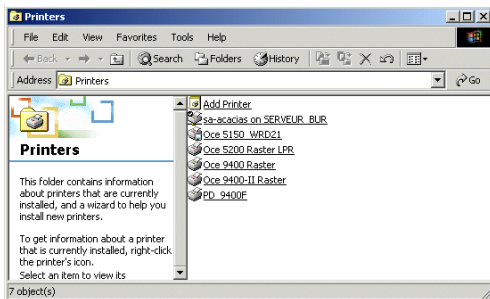 Printers
File Edit View Favorites Tools Help
Back Search Folders History
Address Printers Go
Printers
This folder contains information
about printers that are currently
installed, and a wizard to help you
install new printers.
To get information about a printer
that is currently installed, right-click
the printer's icon.
Select an item to view its
Add Printer
sa-acacias on SERVEUR_BUR
Oce 5150_WRD21
Oce 5200 Raster LPR
Oce 9400 Raster
Oce 9400-II Raster
PD_9400F
7 object(s)